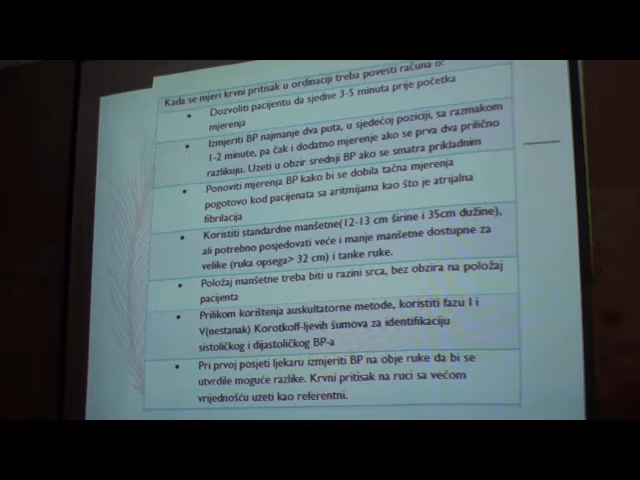 Kada se mjeri krvni pritisak u ordinaciji treba povesti računa o:
• Dozvoliti pacijentu da sjedne 3-5 minuta prije početka
mjerenja
• Izmjeriti BP najmanje dva puta, u sjedećoj poziciji, sa razmakom
1-2 minute, pa čak i dodatno mjerenje ako se prva dva prilično
razlikuju. Uzeti u obzir srednji BP ako se smatra prikladnim
• Ponoviti mjerenja BP kako bi se dobila tačna mjerenja
pogotovo kod pacijenata sa aritmijama kao što je atrijalna
fibrilacija
• Koristiti standardne manšetne(12-13 cm širine i 35cm dužine),
ali potrebno posjedovati veće i manje manšetne dostupne za
velike (ruka opsega> 32 cm) i tanke ruke.
• Položaj manšetne treba biti u razini srca, bez obzira na položaj
pacijenta
• Prilikom korištenja auskultatorne metode, koristiti fazu I i
V(nestanak) Korotkoff-ljevih šumova za identifikaciju
sistoličkog i dijastoličkog BP-a
• Pri prvoj posjeti ljekaru izmjeriti BP na obje ruke da bi se
utvrdile moguće razlike. Krvni pritisak na ruci sa većom
vrijednošću uzeti kao referentni.